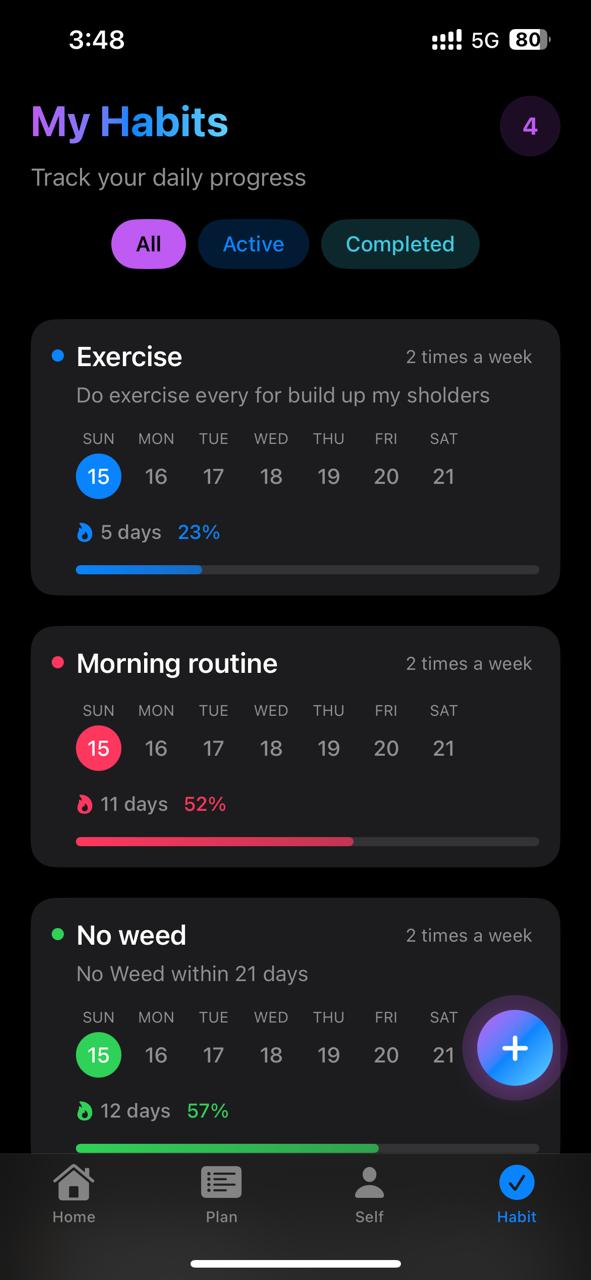 3:48 5G 80
My Habits 4
Track your daily progress
All Active Completed
Exercise 2 times a week
Do exercise every for build up my sholders
SUN MON TUE WED THU FRI SAT
15 16 17 18 19 20 21
5 days 23%
Morning routine 2 times a week
SUN MON TUE WED THU FRI SAT
15 16 17 18 19 20 21
11 days 52%
No weed 2 times a week
No Weed within 21 days
SUN MON TUE WED THU FRI SAT
15 16 17 18 19 20 21
12 days 57%
Home Plan Self Habit